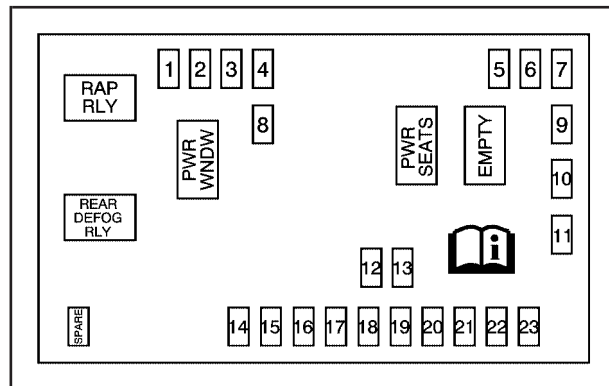 1 2 3 4 5 6 7
RAP
RLY
8
PWR
WNDW
PWR
SEATS
EMPTY
9
10
REAR
DEFOG
RLY
11
i
12 13
SPARE
14 15 16 17 18 19 20 21 22 23